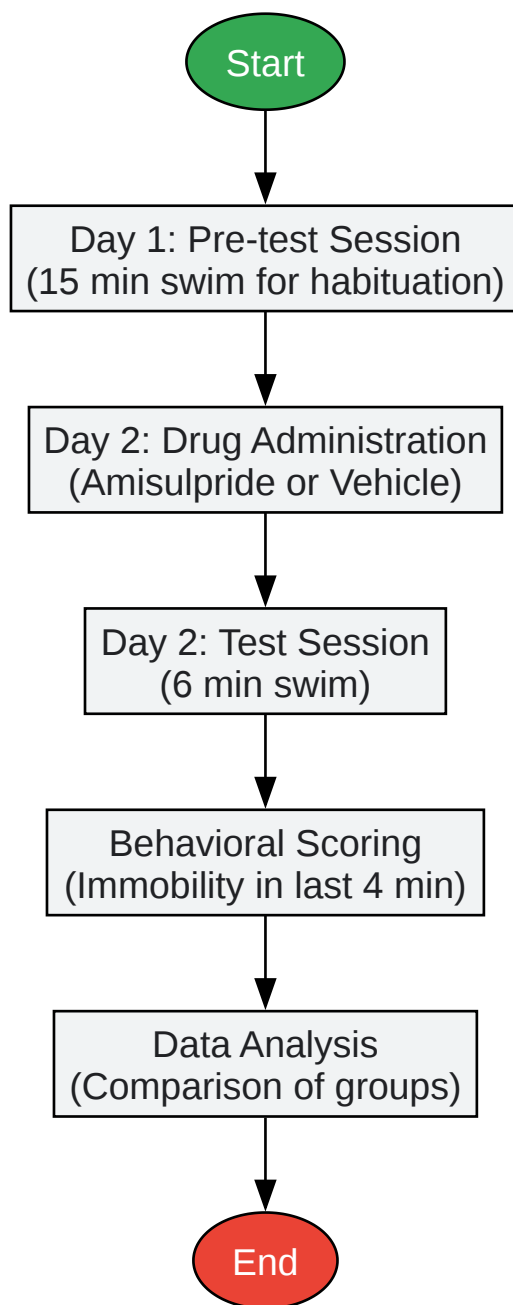 Start
Day 1: Pre-test Session
(15 min swim for habituation)
Day 2: Drug Administration
(Amisulpride or Vehicle)
Day 2: Test Session
(6 min swim)
Behavioral Scoring
(Immobility in last 4 min)
Data Analysis
(Comparison of groups)
End